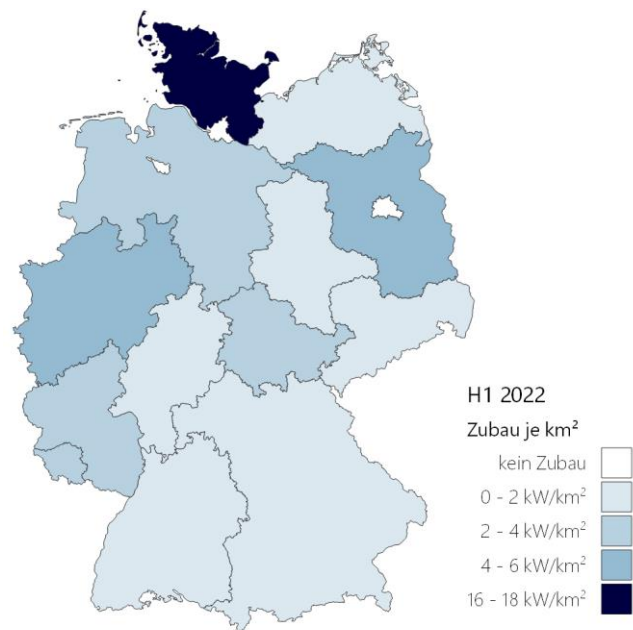 H1 2022
Zubau je km²
kein Zubau
0 - 2 kW/km²
2 - 4 kW/km²
4 - 6 kW/km²
16 - 18 kW/km²